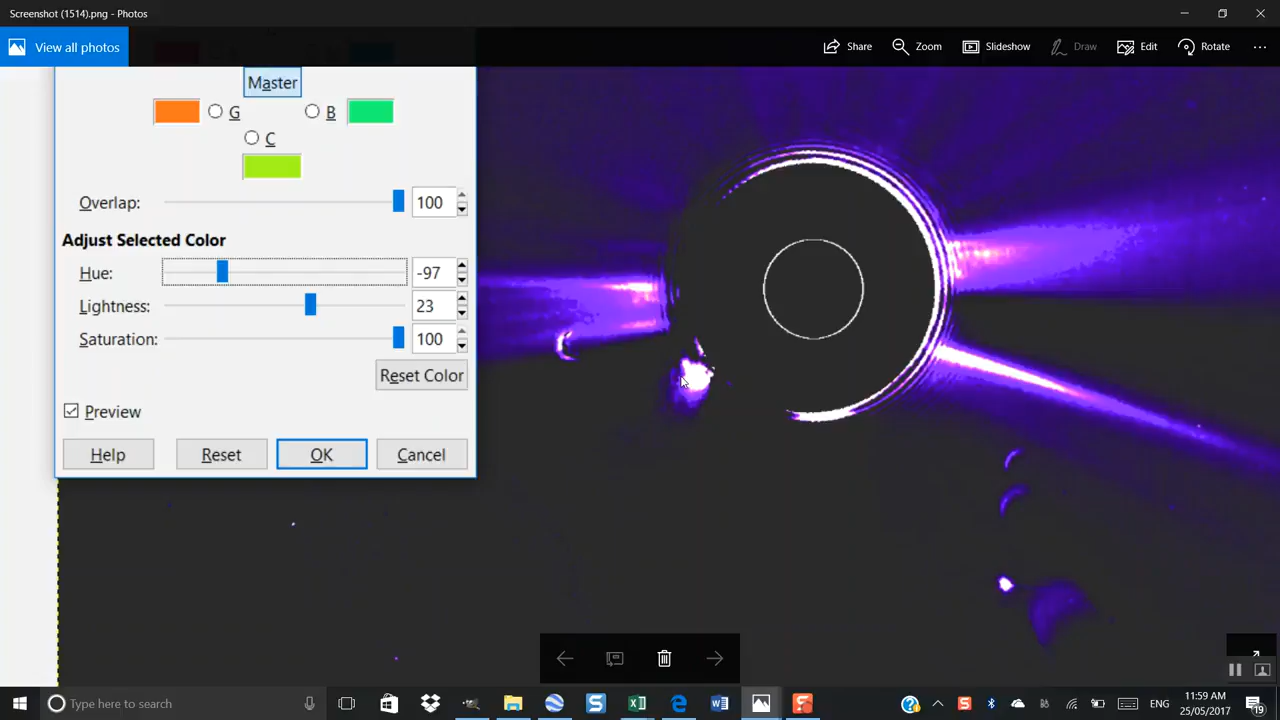 Screenshot (1514).png - Photos
View all photos
Share
Zoom
Slideshow
Draw
Edit
Rotate
Master
G
B
C
Overlap:
100
Adjust Selected Color
Hue:
-97
Lightness:
23
Saturation:
100
Reset Color
Preview
Help
Reset
OK
Cancel
Type here to search
ENG
11:59 AM
25/05/2017
19